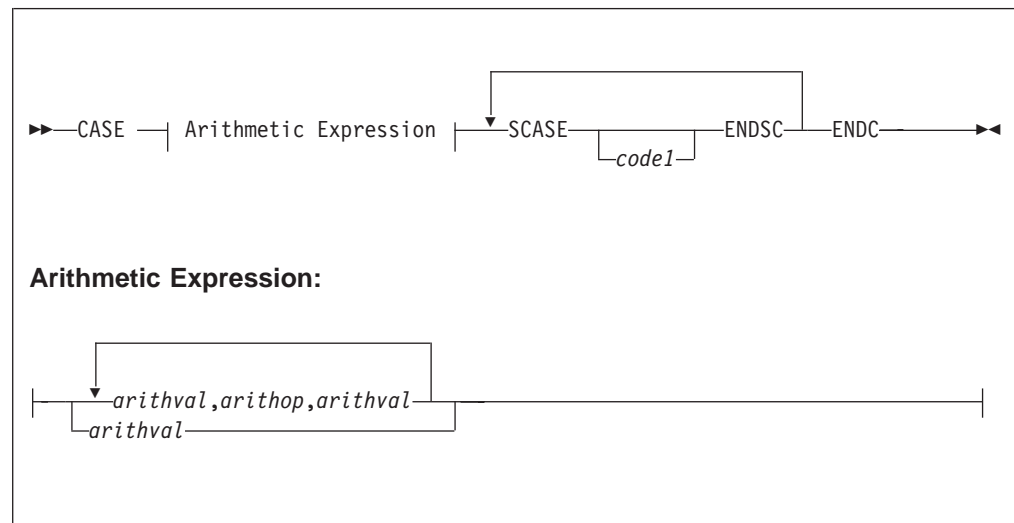 CASE Arithmetic Expression SCASE ENDSC ENDC
code1
Arithmetic Expression:
arithval,arithop,arithval
arithval